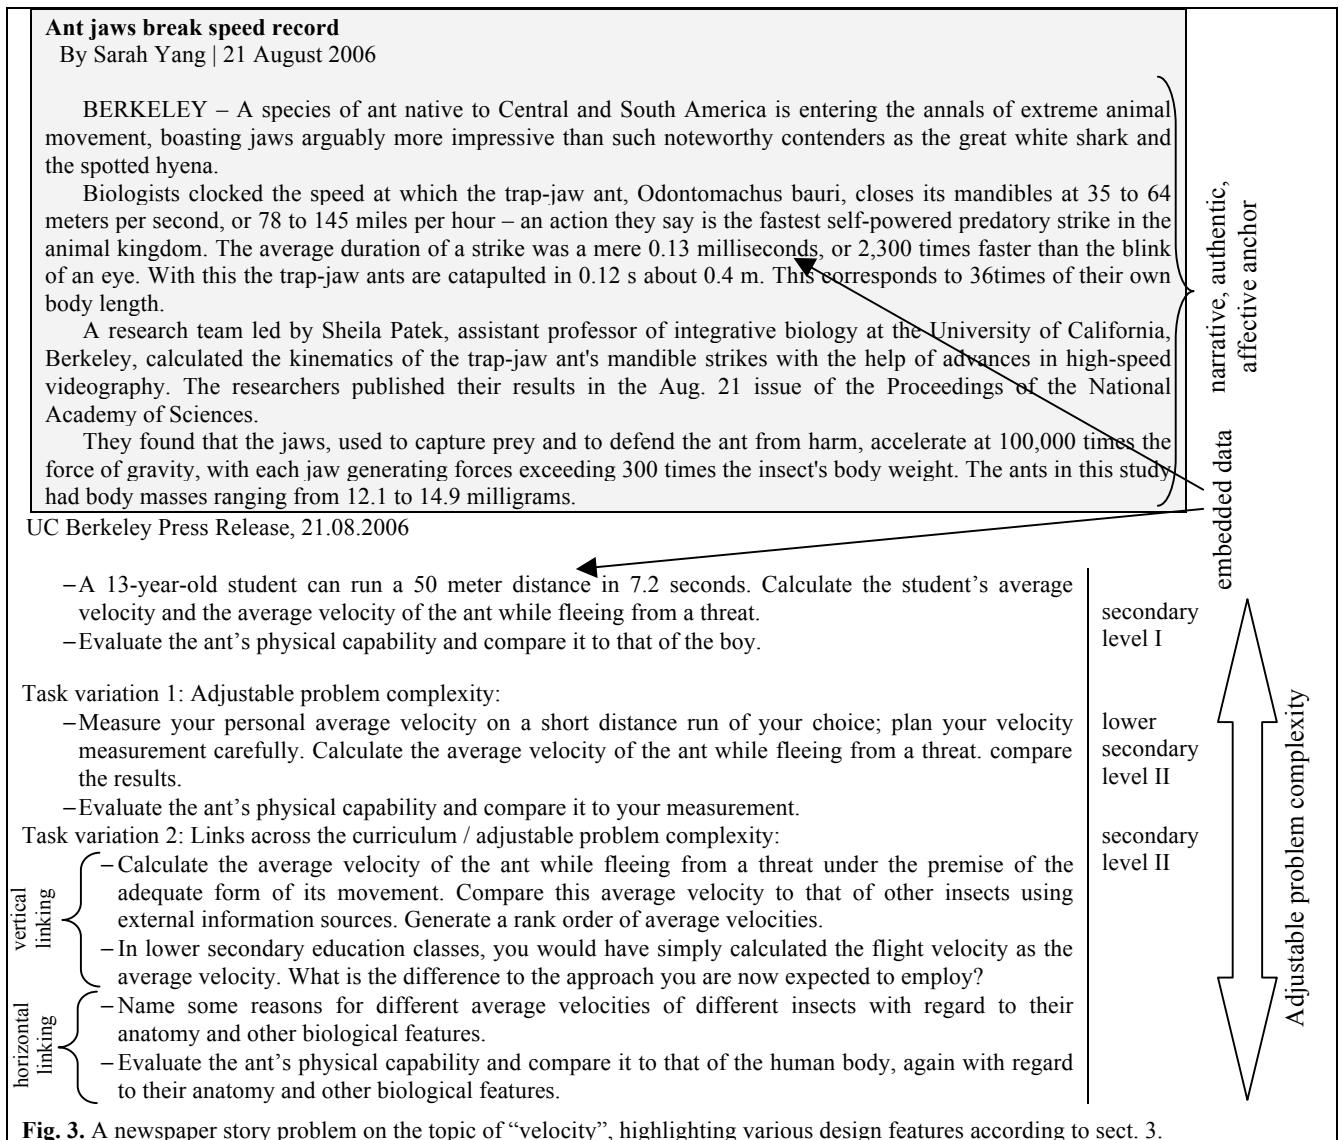 Ant jaws break speed record
By Sarah Yang | 21 August 2006
BERKELEY – A species of ant native to Central and South America is entering the annals of extreme animal
movement, boasting jaws arguably more impressive than such noteworthy contenders as the great white shark and
the spotted hyena.
Biologists clocked the speed at which the trap-jaw ant, Odontomachus bauri, closes its mandibles at 35 to 64
meters per second, or 78 to 145 miles per hour – an action they say is the fastest self-powered predatory strike in the
animal kingdom. The average duration of a strike was a mere 0.13 milliseconds, or 2,300 times faster than the blink
of an eye. With this the trap-jaw ants are catapulted in 0.12 s about 0.4 m. This corresponds to 36times of their own
body length.
A research team led by Sheila Patek, assistant professor of integrative biology at the University of California,
Berkeley, calculated the kinematics of the trap-jaw ant's mandible strikes with the help of advances in high-speed
videography. The researchers published their results in the Aug. 21 issue of the Proceedings of the National
Academy of Sciences.
They found that the jaws, used to capture prey and to defend the ant from harm, accelerate at 100,000 times the
force of gravity, with each jaw generating forces exceeding 300 times the insect's body weight. The ants in this study
had body masses ranging from 12.1 to 14.9 milligrams.
UC Berkeley Press Release, 21.08.2006
narrative, authentic,
affective anchor
embedded data
–A 13-year-old student can run a 50 meter distance in 7.2 seconds. Calculate the student's average
velocity and the average velocity of the ant while fleeing from a threat.
–Evaluate the ant's physical capability and compare it to that of the boy.
secondary
level I
Task variation 1: Adjustable problem complexity:
–Measure your personal average velocity on a short distance run of your choice; plan your velocity
measurement carefully. Calculate the average velocity of the ant while fleeing from a threat. compare
the results.
–Evaluate the ant's physical capability and compare it to your measurement.
lower
secondary
level II
Task variation 2: Links across the curriculum / adjustable problem complexity:
secondary
level II
vertical
linking
–Calculate the average velocity of the ant while fleeing from a threat under the premise of the
adequate form of its movement. Compare this average velocity to that of other insects using
external information sources. Generate a rank order of average velocities.
–In lower secondary education classes, you would have simply calculated the flight velocity as the
average velocity. What is the difference to the approach you are now expected to employ?
horizontal
linking
–Name some reasons for different average velocities of different insects with regard to their
anatomy and other biological features.
–Evaluate the ant's physical capability and compare it to that of the human body, again with regard
to their anatomy and other biological features.
Adjustable problem complexity
Fig. 3. A newspaper story problem on the topic of “velocity”, highlighting various design features according to sect. 3.